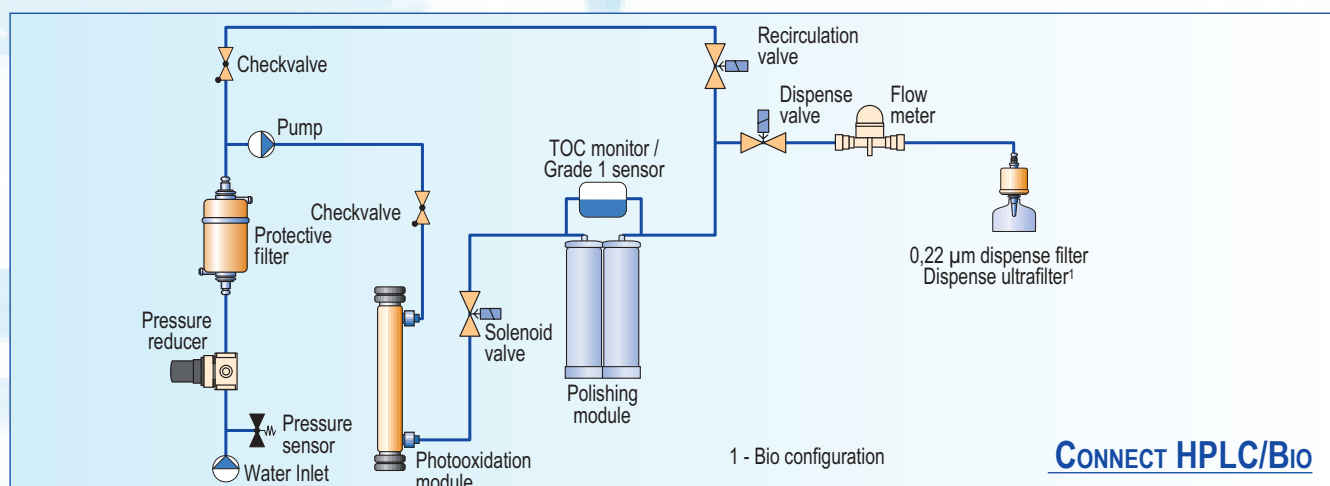 Recirculation
valve
Checkvalve
Dispense
valve
Flow
meter
Pump
TOC monitor /
Grade 1 sensor
Checkvalve
Protective
filter
0,22 µm dispense filter
Dispense ultrafilter¹
Pressure
reducer
Solenoid
valve
Polishing
module
Pressure
sensor
Water Inlet
Photooxidation
module
1 - Bio configuration
CONNECT HPLC/BIO